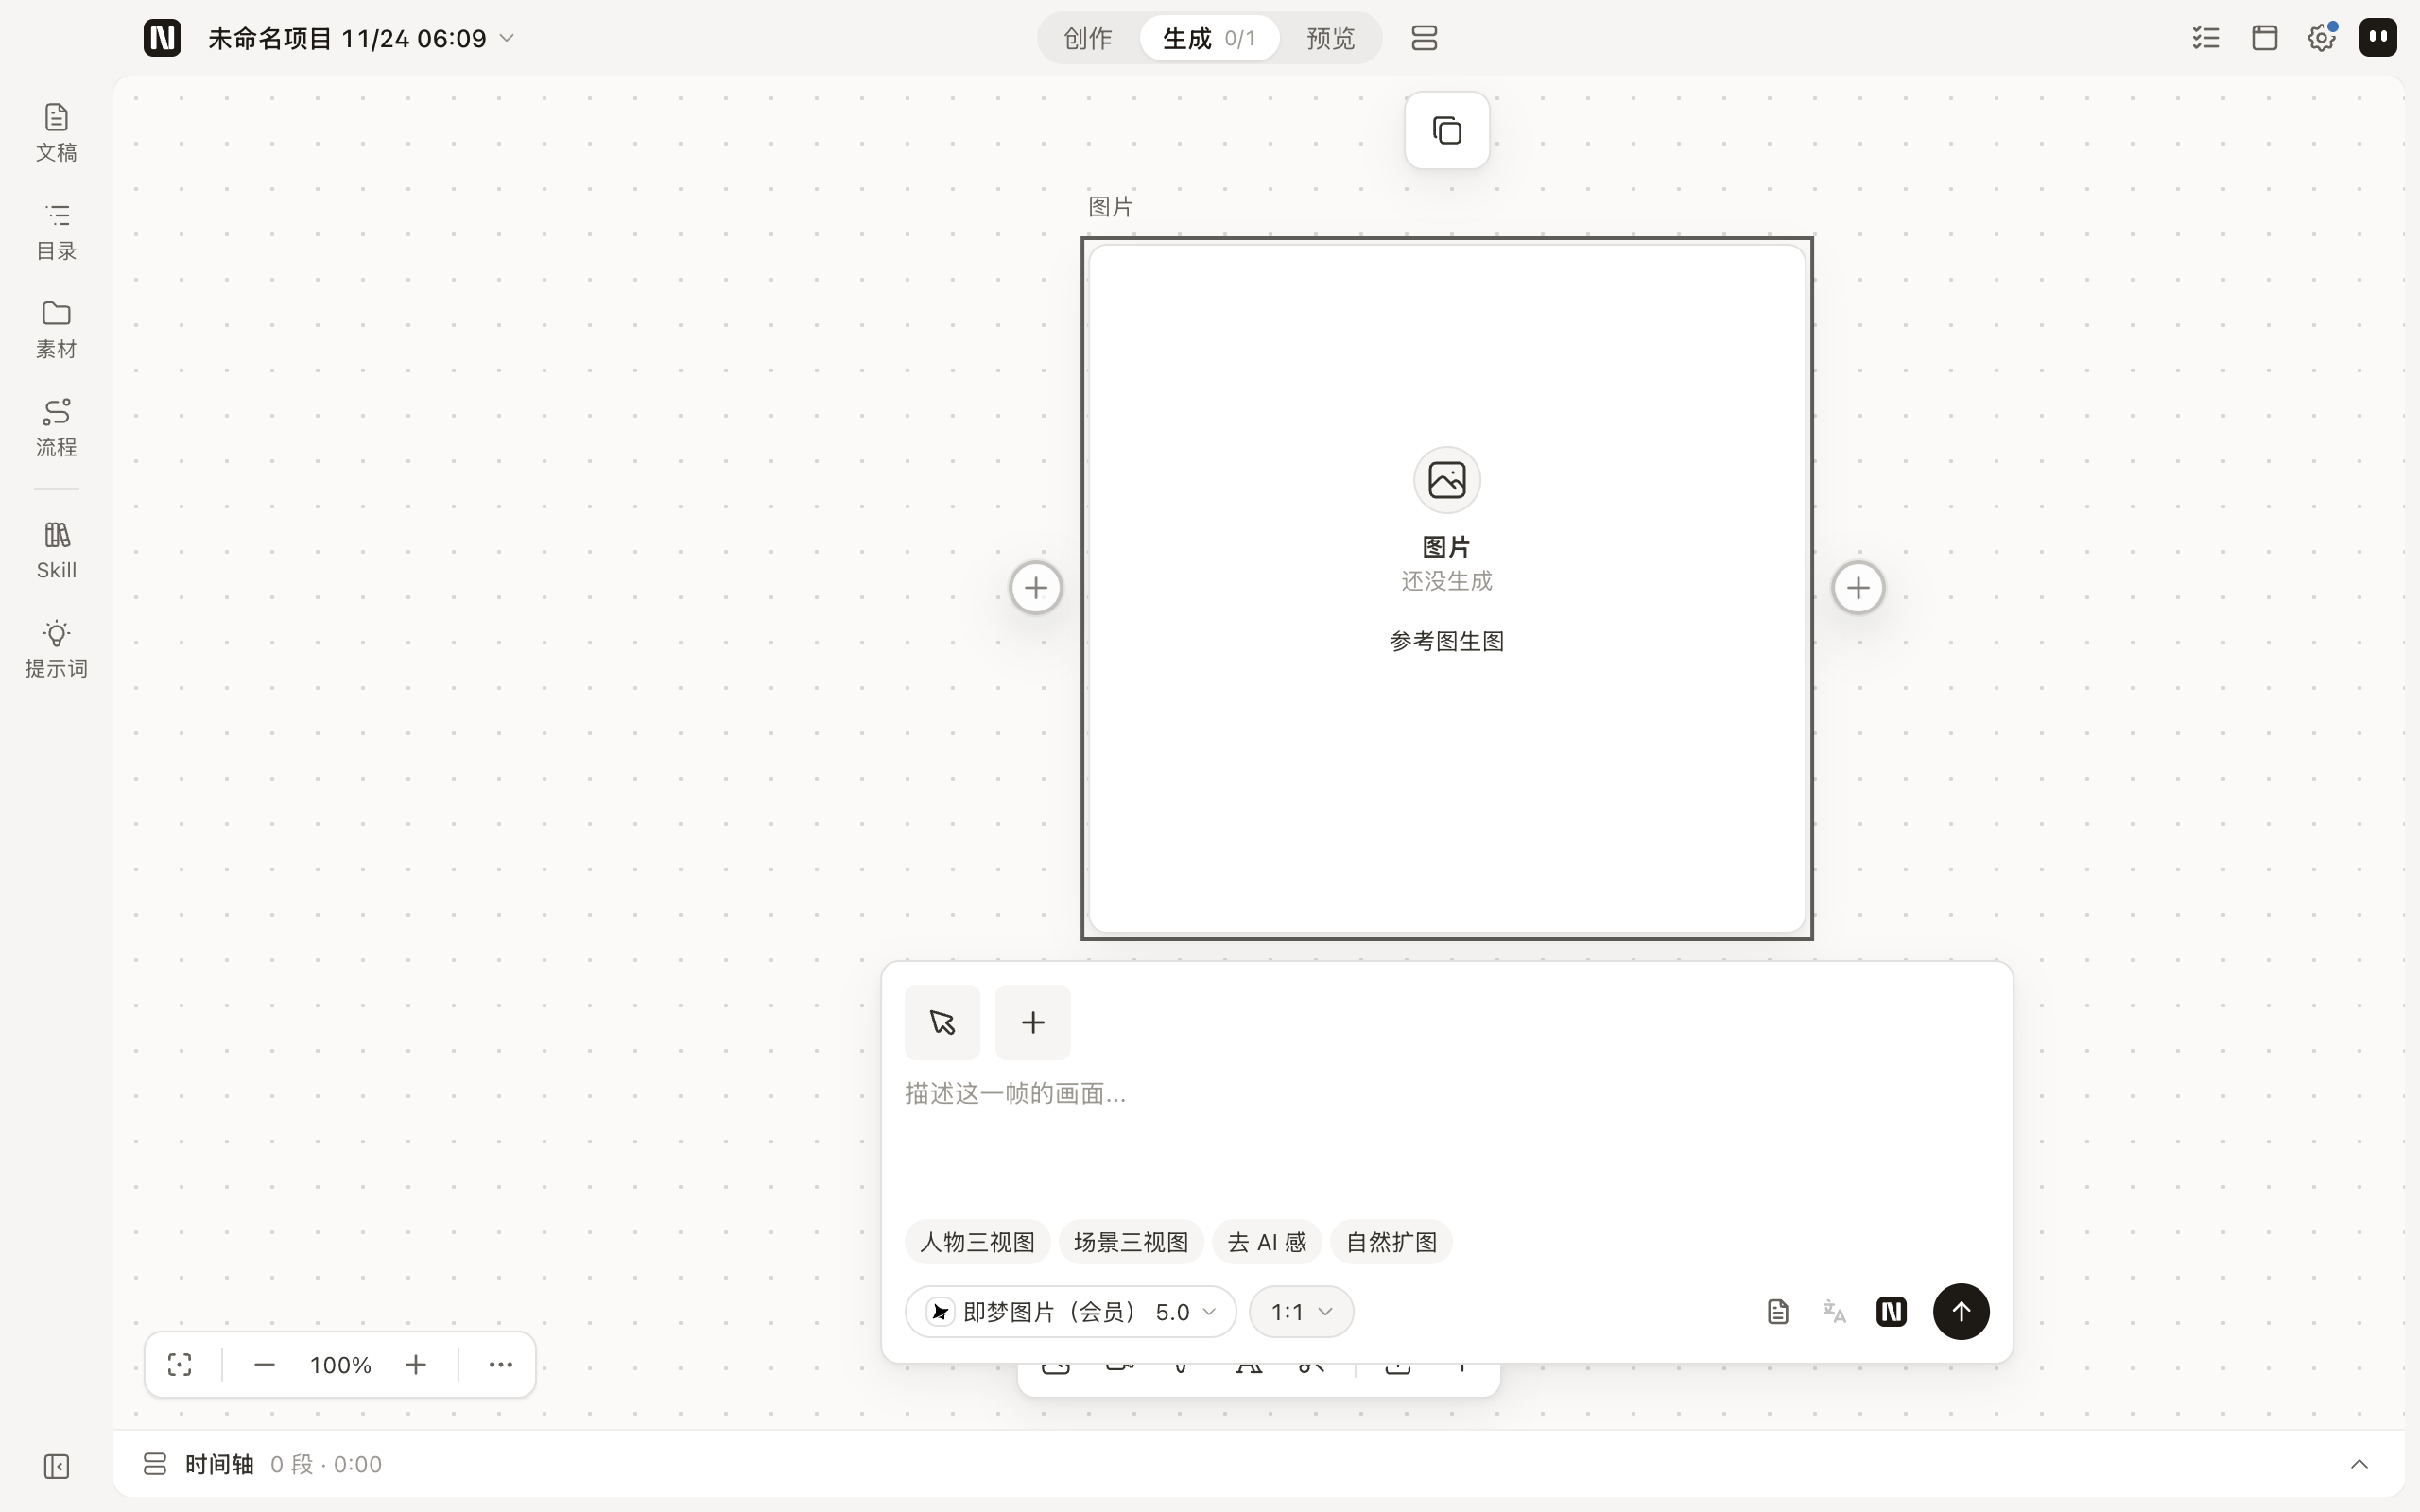 未命名项目 11/24 06:09
创作
生成 0/1
预览
文稿
目录
素材
流程
Skill
提示词
图片
图片
还没生成
参考图生图
描述这一帧的画面...
人物三视图
场景三视图
去 AI 感
自然扩图
即梦图片（会员） 5.0
1:1
100%
时间轴 0 段 · 0:00